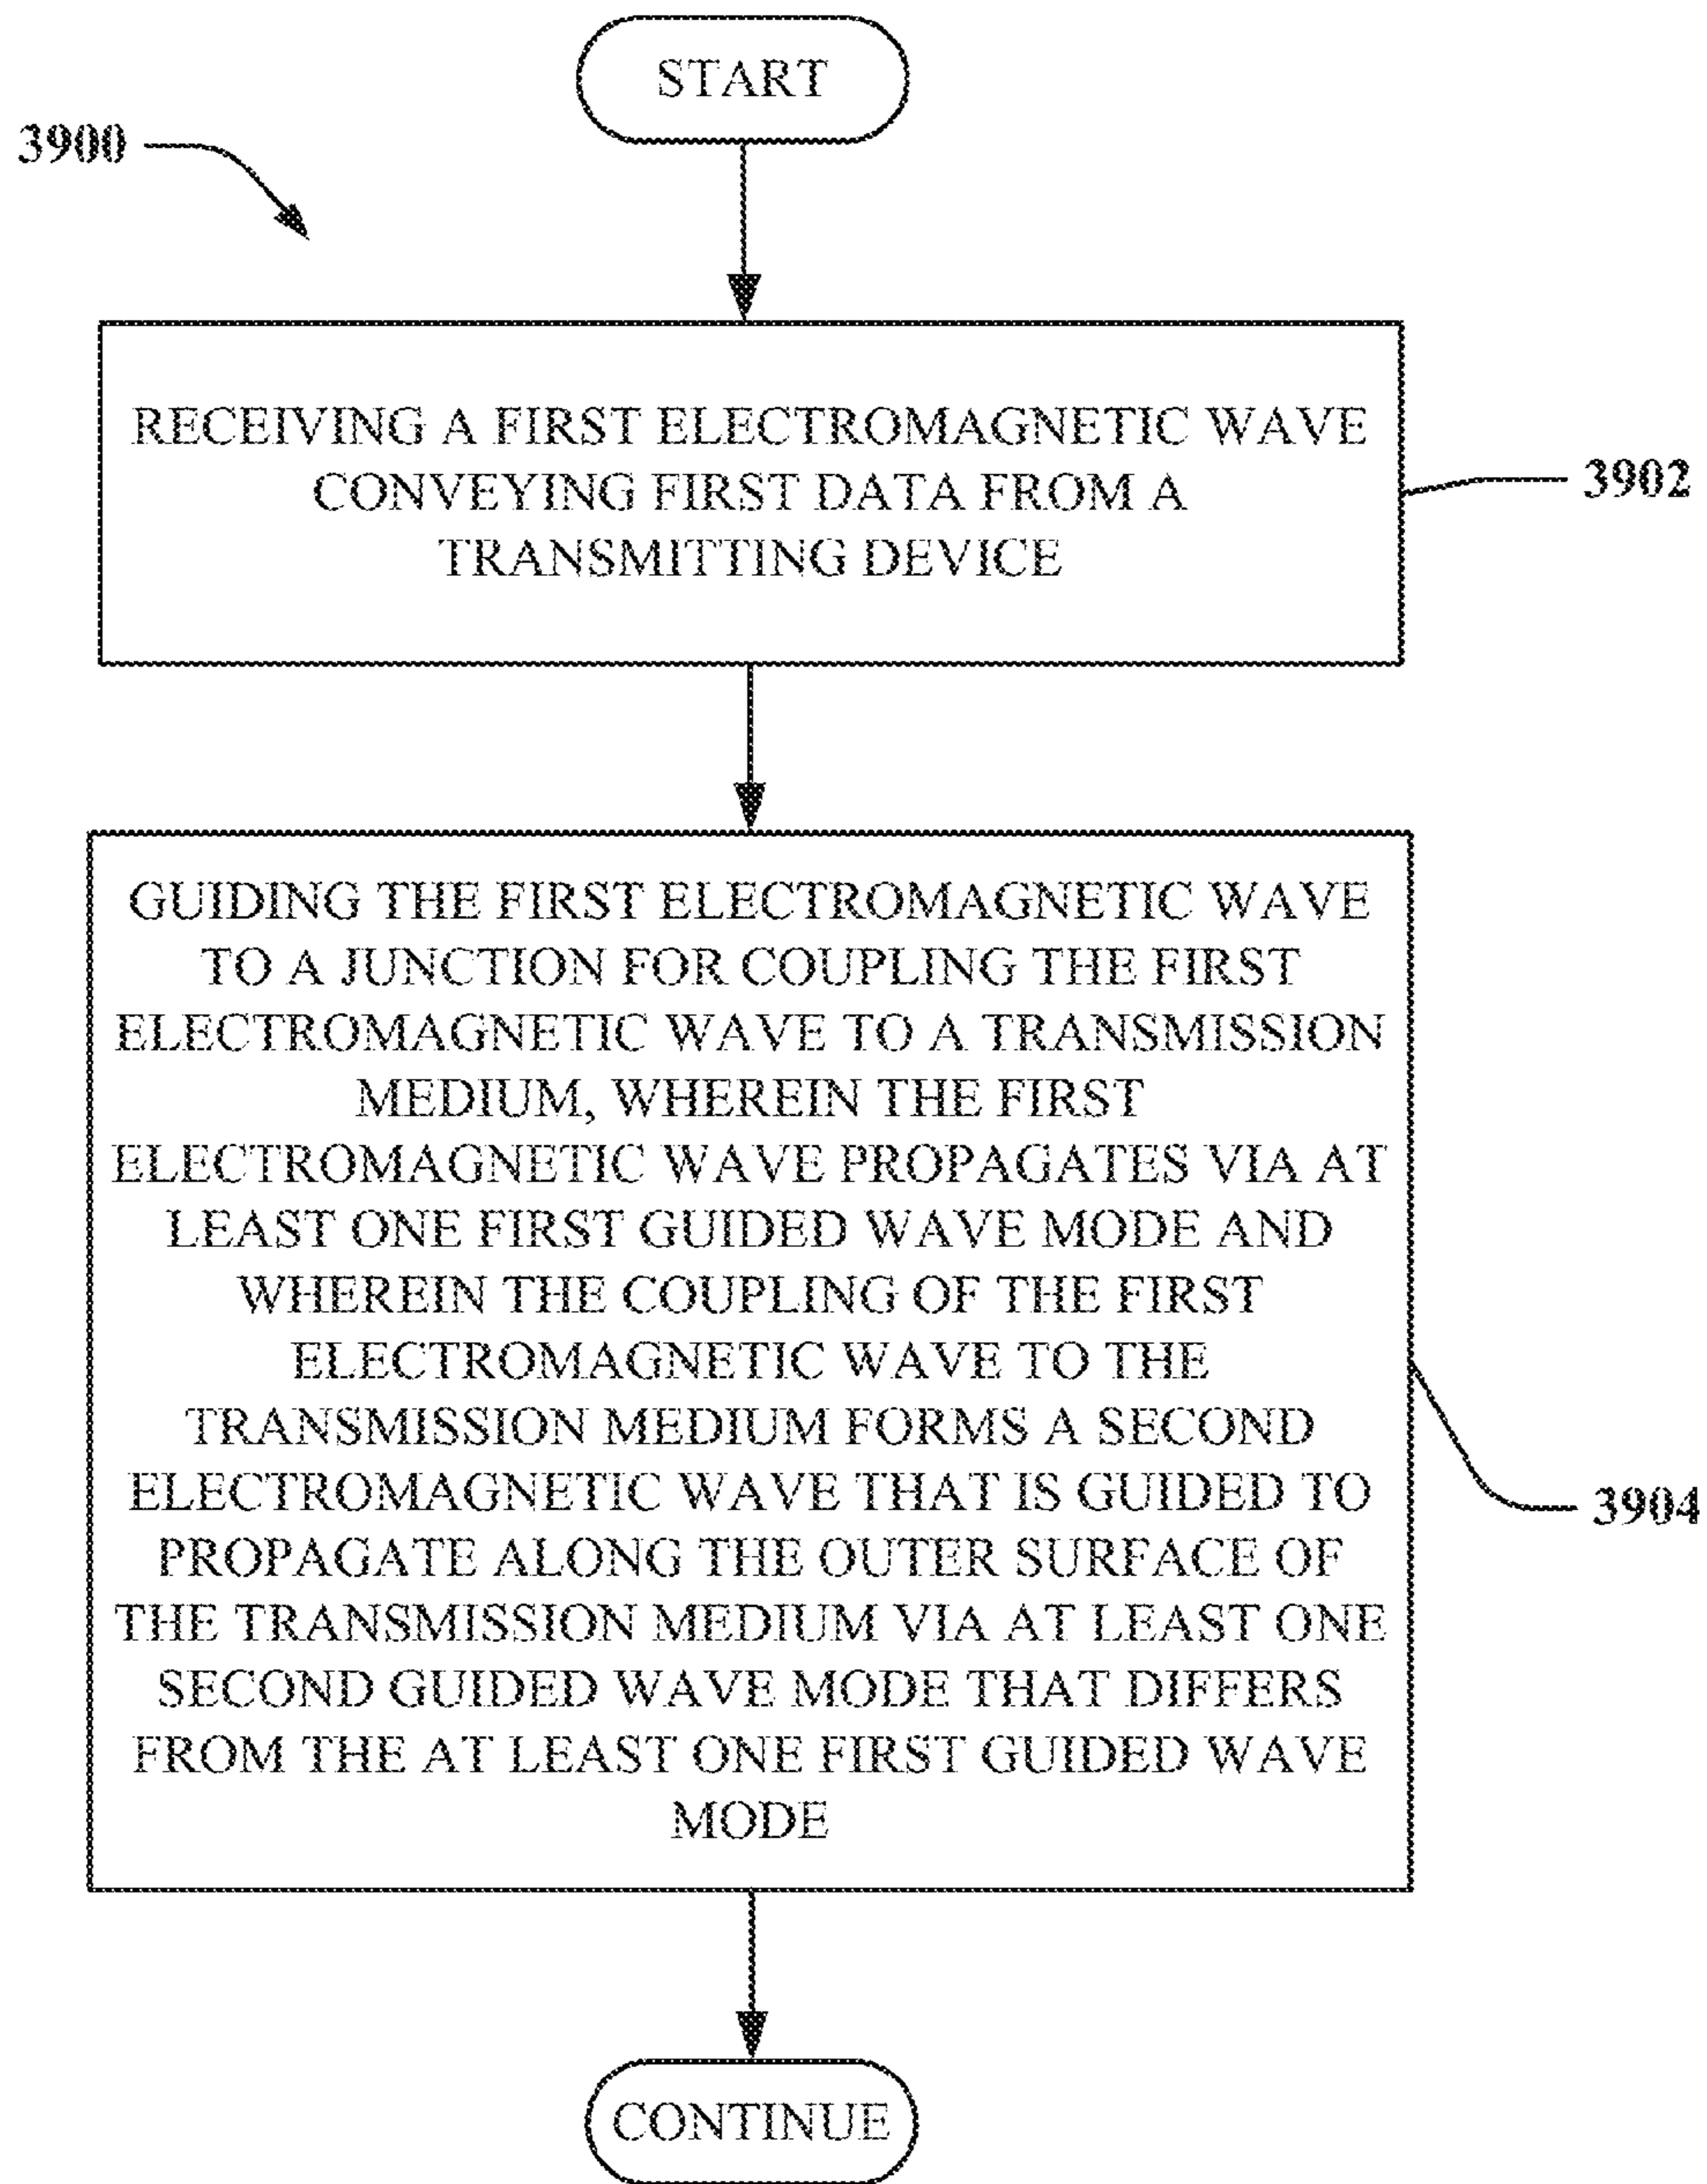 START
3900
RECEIVING A FIRST ELECTROMAGNETIC WAVE
CONVEYING FIRST DATA FROM A
TRANSMITTING DEVICE
3902
GUIDING THE FIRST ELECTROMAGNETIC WAVE
TO A JUNCTION FOR COUPLING THE FIRST
ELECTROMAGNETIC WAVE TO A TRANSMISSION
MEDIUM, WHEREIN THE FIRST
ELECTROMAGNETIC WAVE PROPAGATES VIA AT
LEAST ONE FIRST GUIDED WAVE MODE AND
WHEREIN THE COUPLING OF THE FIRST
ELECTROMAGNETIC WAVE TO THE
TRANSMISSION MEDIUM FORMS A SECOND
ELECTROMAGNETIC WAVE THAT IS GUIDED TO
PROPAGATE ALONG THE OUTER SURFACE OF
THE TRANSMISSION MEDIUM VIA AT LEAST ONE
SECOND GUIDED WAVE MODE THAT DIFFERS
FROM THE AT LEAST ONE FIRST GUIDED WAVE
MODE
3904
CONTINUE